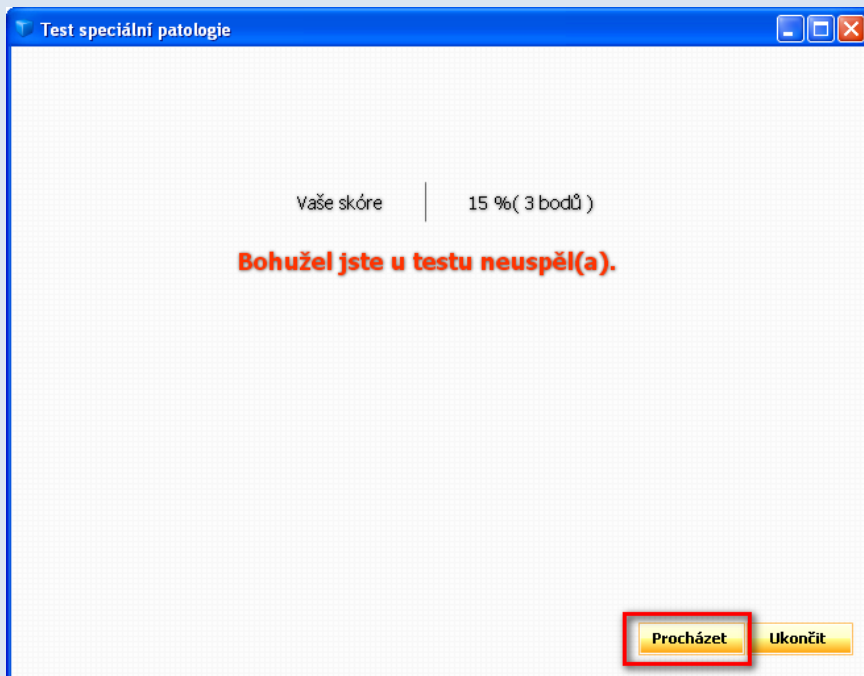 Test speciální patologie
Vaše skóre 15 %( 3 bodů )
Bohužel jste u testu neuspěl(a).
Procházet Ukončit